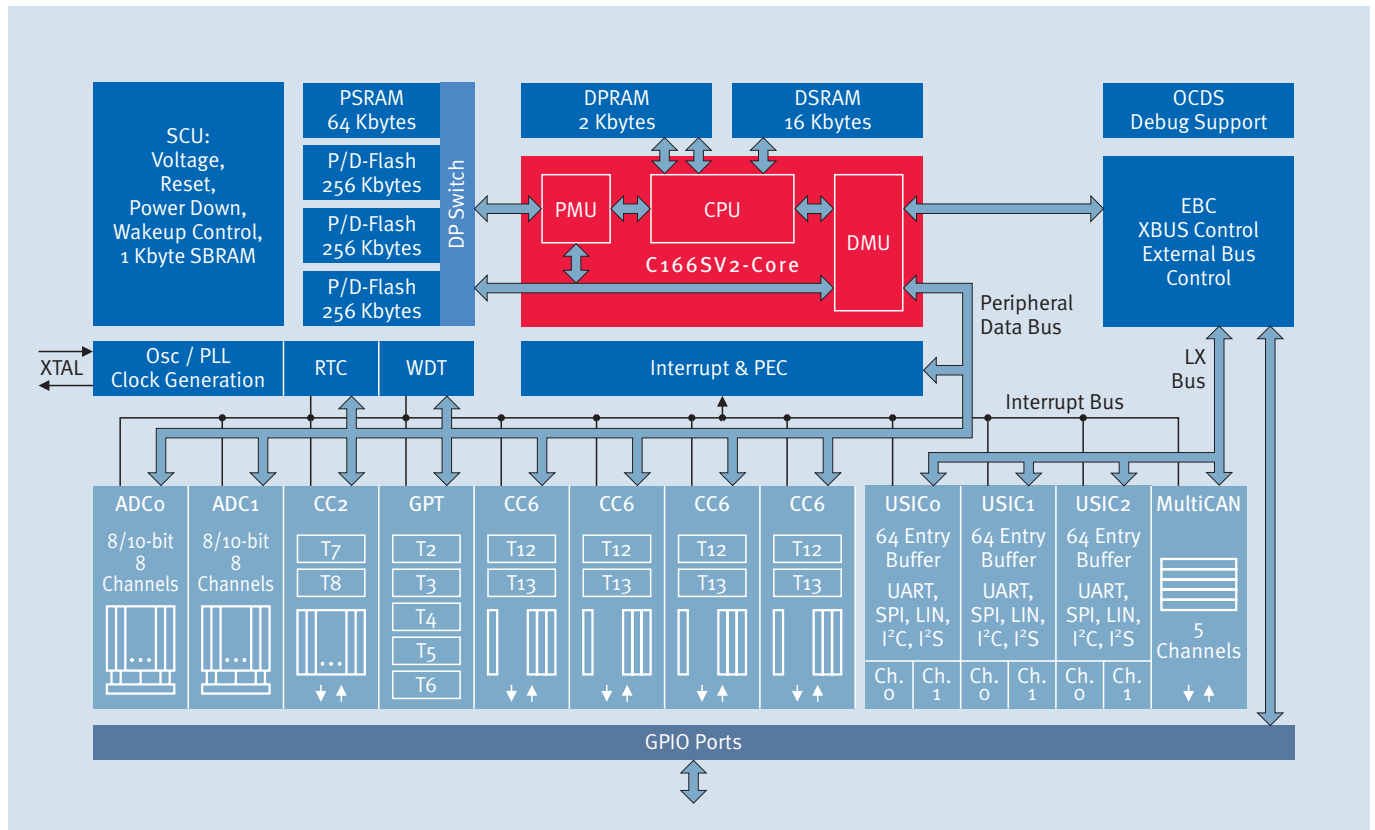 SCU:
Voltage,
Reset,
Power Down,
Wakeup Control,
1 Kbyte SBRAM
PSRAM
64 Kbytes
P/D-Flash
256 Kbytes
P/D-Flash
256 Kbytes
P/D-Flash
256 Kbytes
DP Switch
DPRAM
2 Kbytes
DSRAM
16 Kbytes
PMU
CPU
DMU
C166SV2-Core
OCDS
Debug Support
EBC
XBUS Control
External Bus
Control
Peripheral
Data Bus
LX
Bus
XTAL
Osc / PLL
Clock Generation
RTC
WDT
Interrupt & PEC
Interrupt Bus
ADC0
8/10-bit
8
Channels
ADC1
8/10-bit
8
Channels
CC2
T7
T8
GPT
T2
T3
T4
T5
T6
CC6
T12
T13
CC6
T12
T13
CC6
T12
T13
CC6
T12
T13
USIC0
64 Entry
Buffer
UART,
SPI, LIN,
I²C, I²S
Ch.
0
Ch.
1
USIC1
64 Entry
Buffer
UART,
SPI, LIN,
I²C, I²S
Ch.
0
Ch.
1
USIC2
64 Entry
Buffer
UART,
SPI, LIN,
I²C, I²S
Ch.
0
Ch.
1
MultiCAN
5
Channels
GPIO Ports